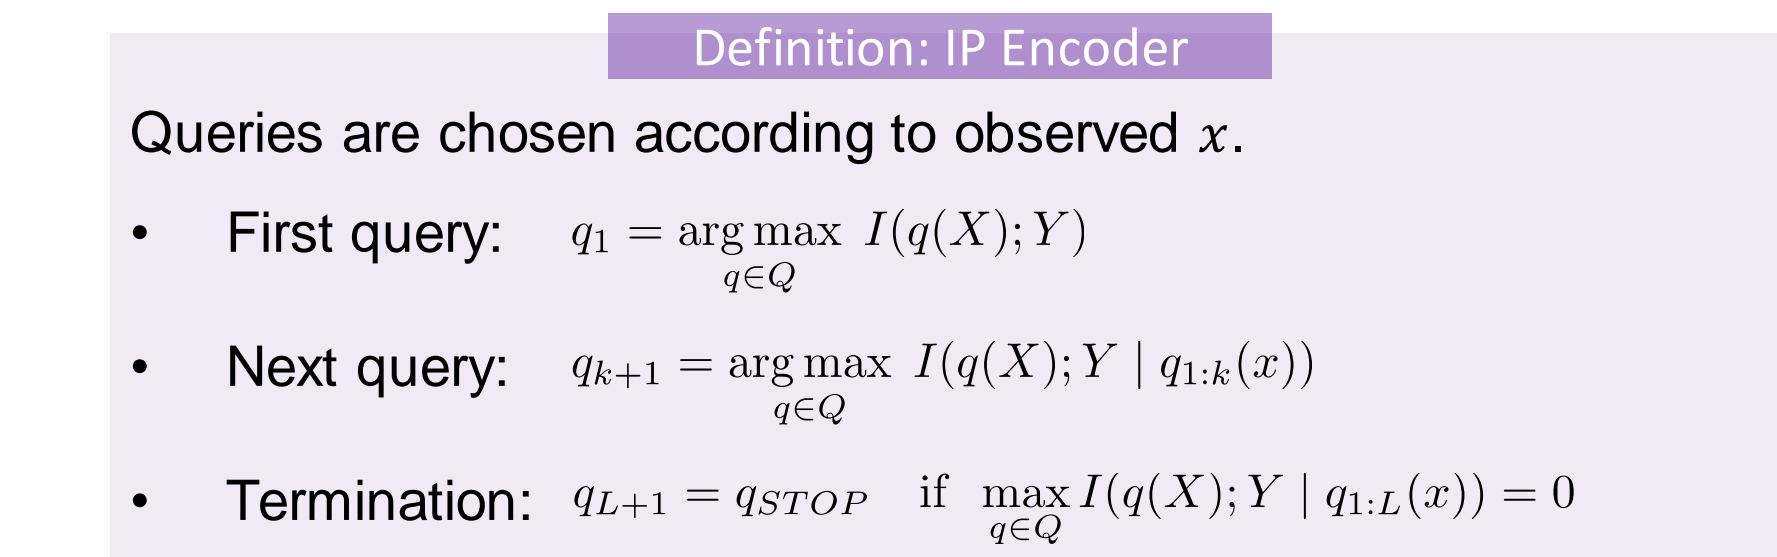 Definition: IP Encoder
Queries are chosen according to observed x.
• First query: q_1 = arg max_{q∈Q} I(q(X); Y)
• Next query: q_{k+1} = arg max_{q∈Q} I(q(X); Y | q_{1:k}(x))
• Termination: q_{L+1} = q_{STOP} if max_{q∈Q} I(q(X); Y | q_{1:L}(x)) = 0